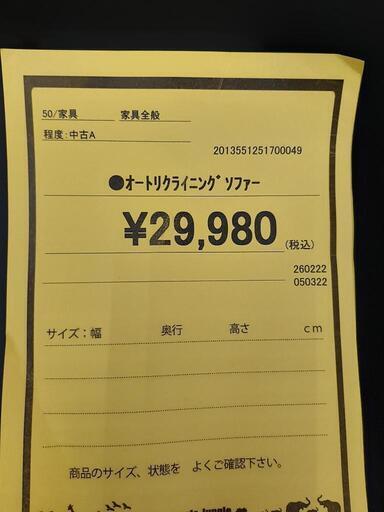 50/家具 家具全般
程度:中古A
2013551251700049
●ｵｰﾄﾘｸﾗｲﾆﾝｸﾞ ｿﾌｧｰ
¥29,980(税込)
260222
050322
サイズ:幅 奥行 高さ cm
商品のサイズ、状態を よくご確認下さい。